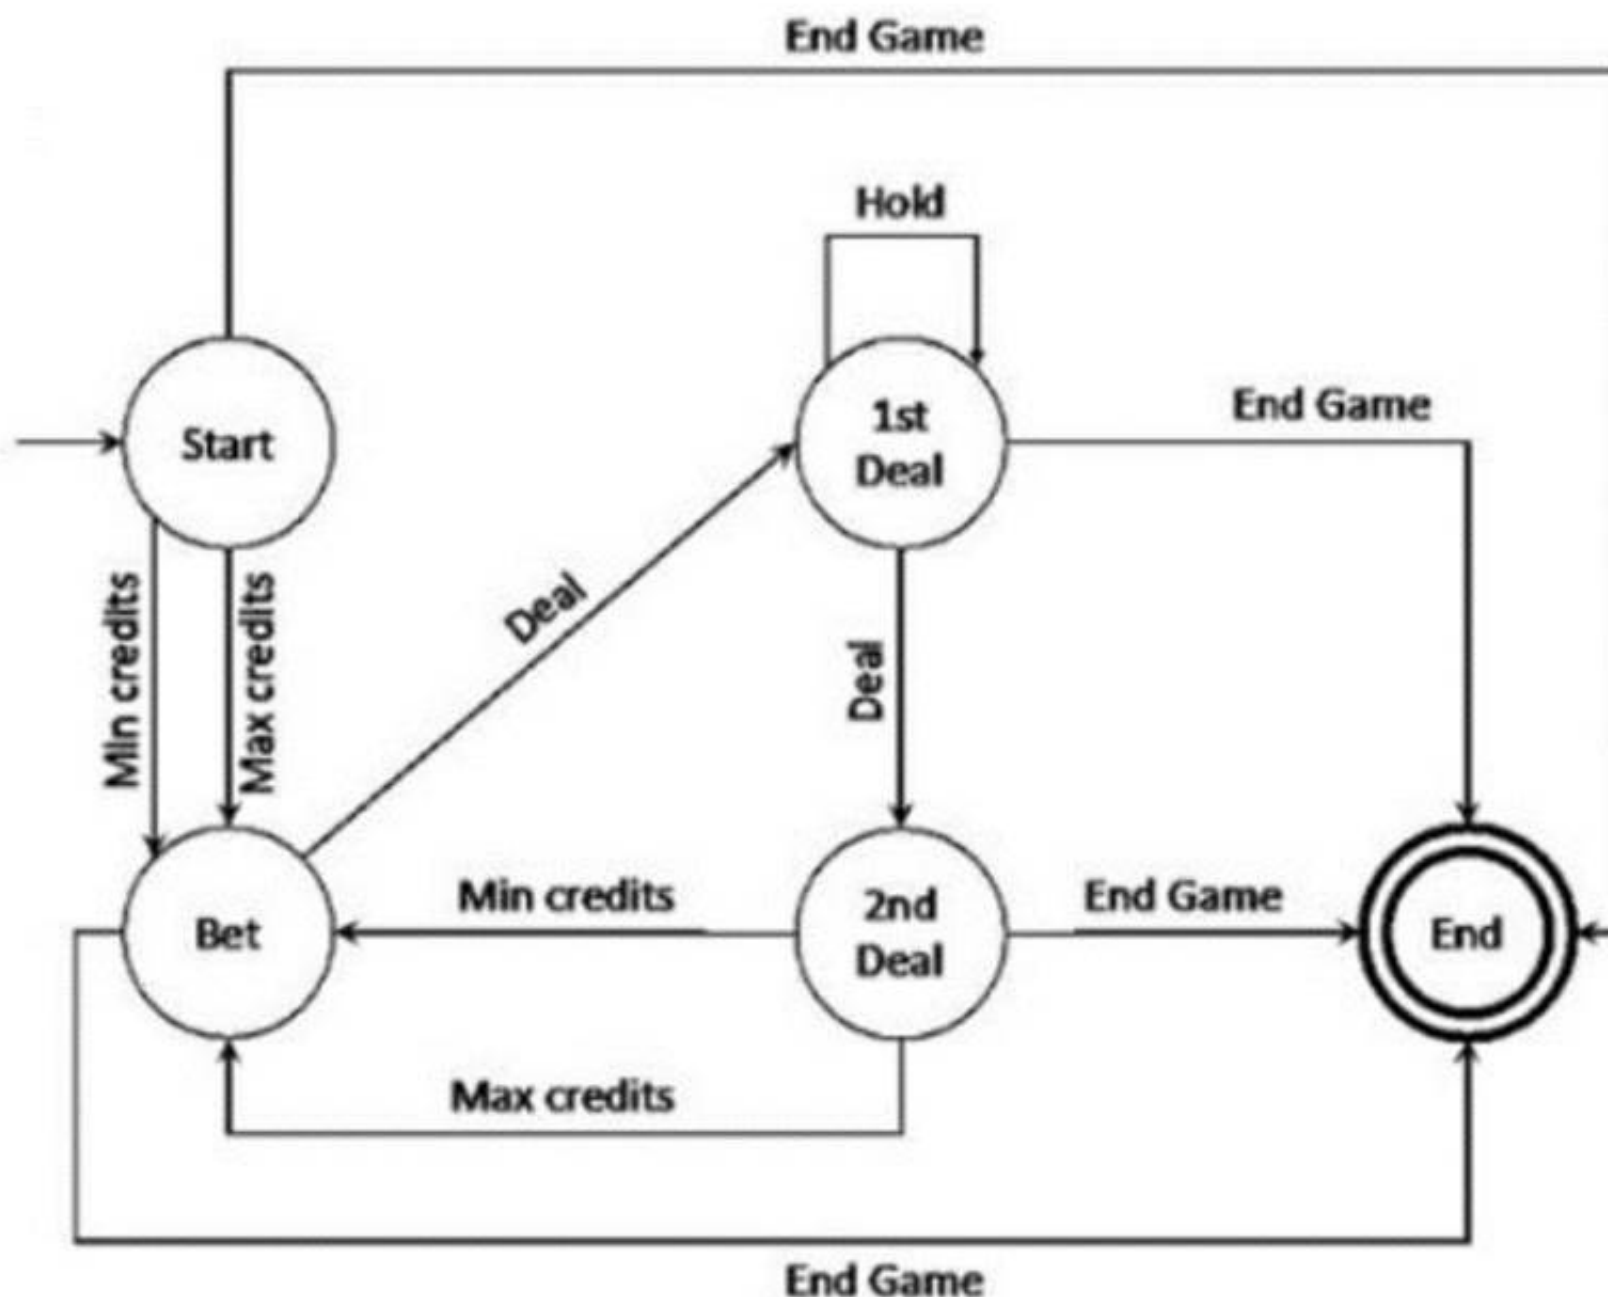 End Game
Hold
Start
1st
Deal
End Game
Min credits
Max credits
Deal
Deal
Bet
Min credits
2nd
Deal
End Game
End
Max credits
End Game